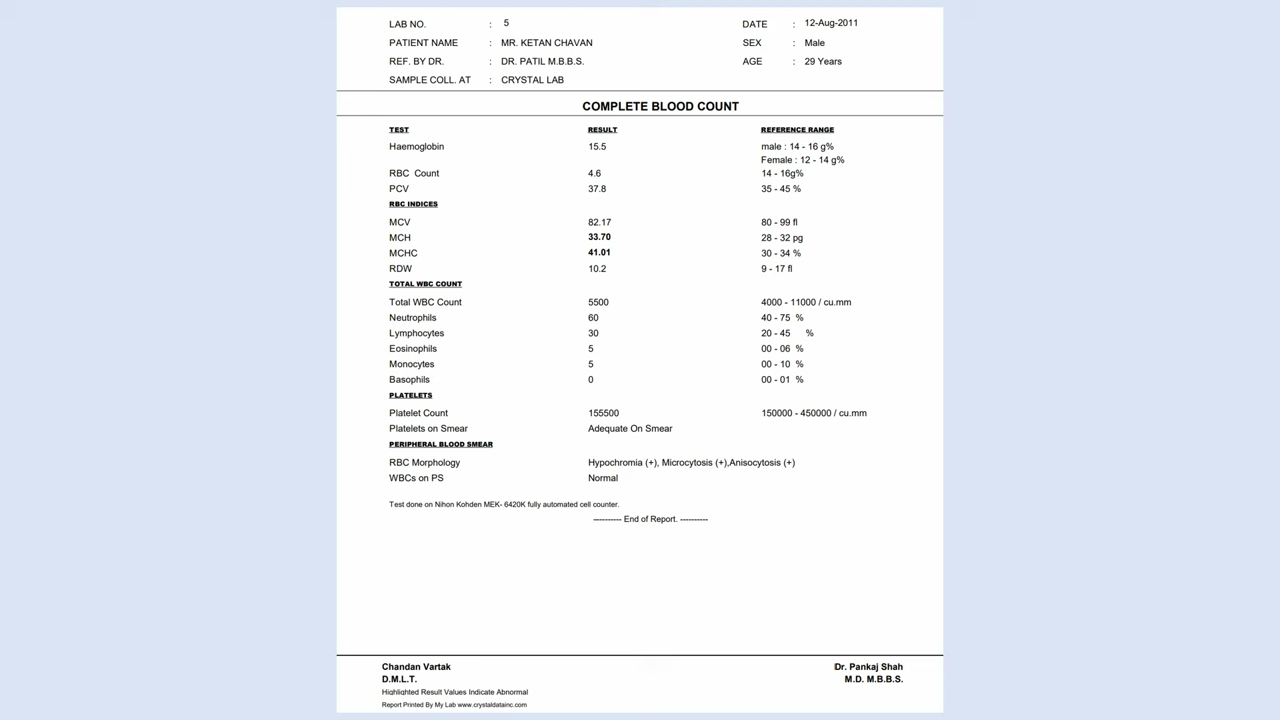 LAB NO. : 5 DATE : 12-Aug-2011
PATIENT NAME : MR. KETAN CHAVAN SEX : Male
REF. BY DR. : DR. PATIL M.B.B.S. AGE : 29 Years
SAMPLE COLL. AT : CRYSTAL LAB
COMPLETE BLOOD COUNT
TEST RESULT REFERENCE RANGE
Haemoglobin 15.5 male : 14 - 16 g%
Female : 12 - 14 g%
RBC Count 4.6 14 - 16g%
PCV 37.8 35 - 45 %
RBC INDICES
MCV 82.17 80 - 99 fl
MCH 33.70 28 - 32 pg
MCHC 41.01 30 - 34 %
RDW 10.2 9 - 17 fl
TOTAL WBC COUNT
Total WBC Count 5500 4000 - 11000 / cu.mm
Neutrophils 60 40 - 75 %
Lymphocytes 30 20 - 45 %
Eosinophils 5 00 - 06 %
Monocytes 5 00 - 10 %
Basophils 0 00 - 01 %
PLATELETS
Platelet Count 155500 150000 - 450000 / cu.mm
Platelets on Smear Adequate On Smear
PERIPHERAL BLOOD SMEAR
RBC Morphology Hypochromia (+), Microcytosis (+),Anisocytosis (+)
WBCs on PS Normal
Test done on Nihon Kohden MEK- 6420K fully automated cell counter.
---------- End of Report. ----------
Chandan Vartak Dr. Pankaj Shah
D.M.L.T. M.D. M.B.B.S.
Highlighted Result Values Indicate Abnormal
Report Printed By My Lab www.crystaldatainc.com